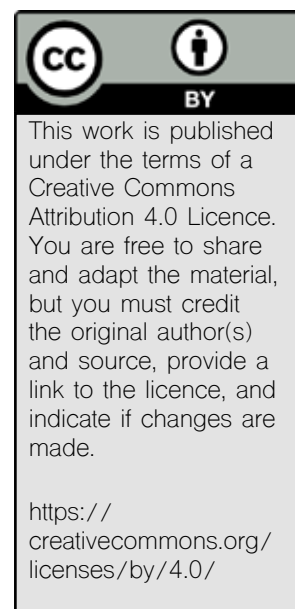 cc
BY
This work is published
under the terms of a
Creative Commons
Attribution 4.0 Licence.
You are free to share
and adapt the material,
but you must credit
the original author(s)
and source, provide a
link to the licence, and
indicate if changes are
made.
https://
creativecommons.org/
licenses/by/4.0/